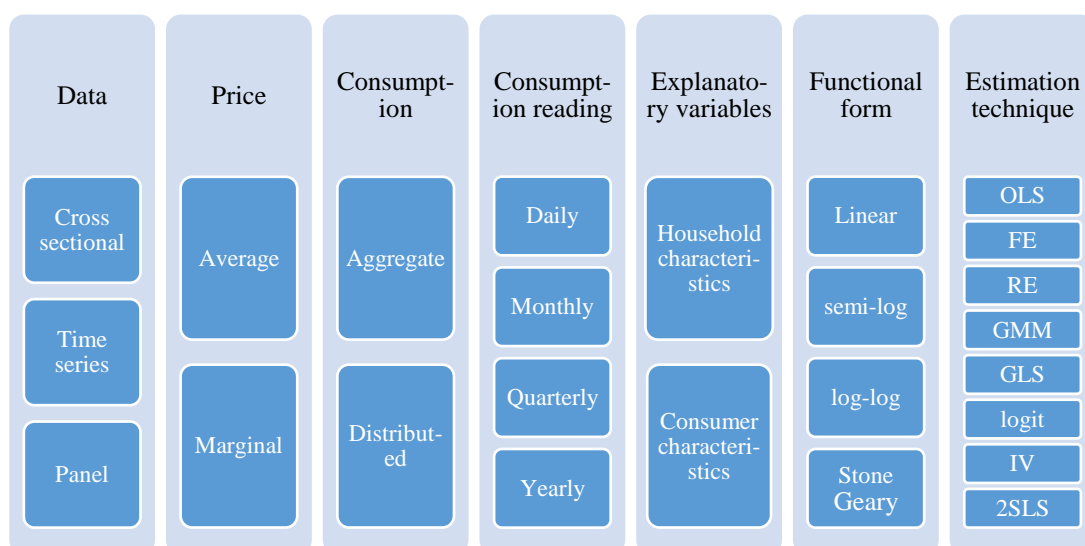 Data
Cross
sectional
Time
series
Panel
Price
Average
Marginal
Consumpt-
ion
Aggregate
Distribut-
ed
Consumpt-
ion reading
Daily
Monthly
Quarterly
Yearly
Explanato-
ry variables
Household
characteri-
stics
Consumer
characteri-
stics
Functional
form
Linear
semi-log
log-log
Stone
Geary
Estimation
technique
OLS
FE
RE
GMM
GLS
logit
IV
2SLS